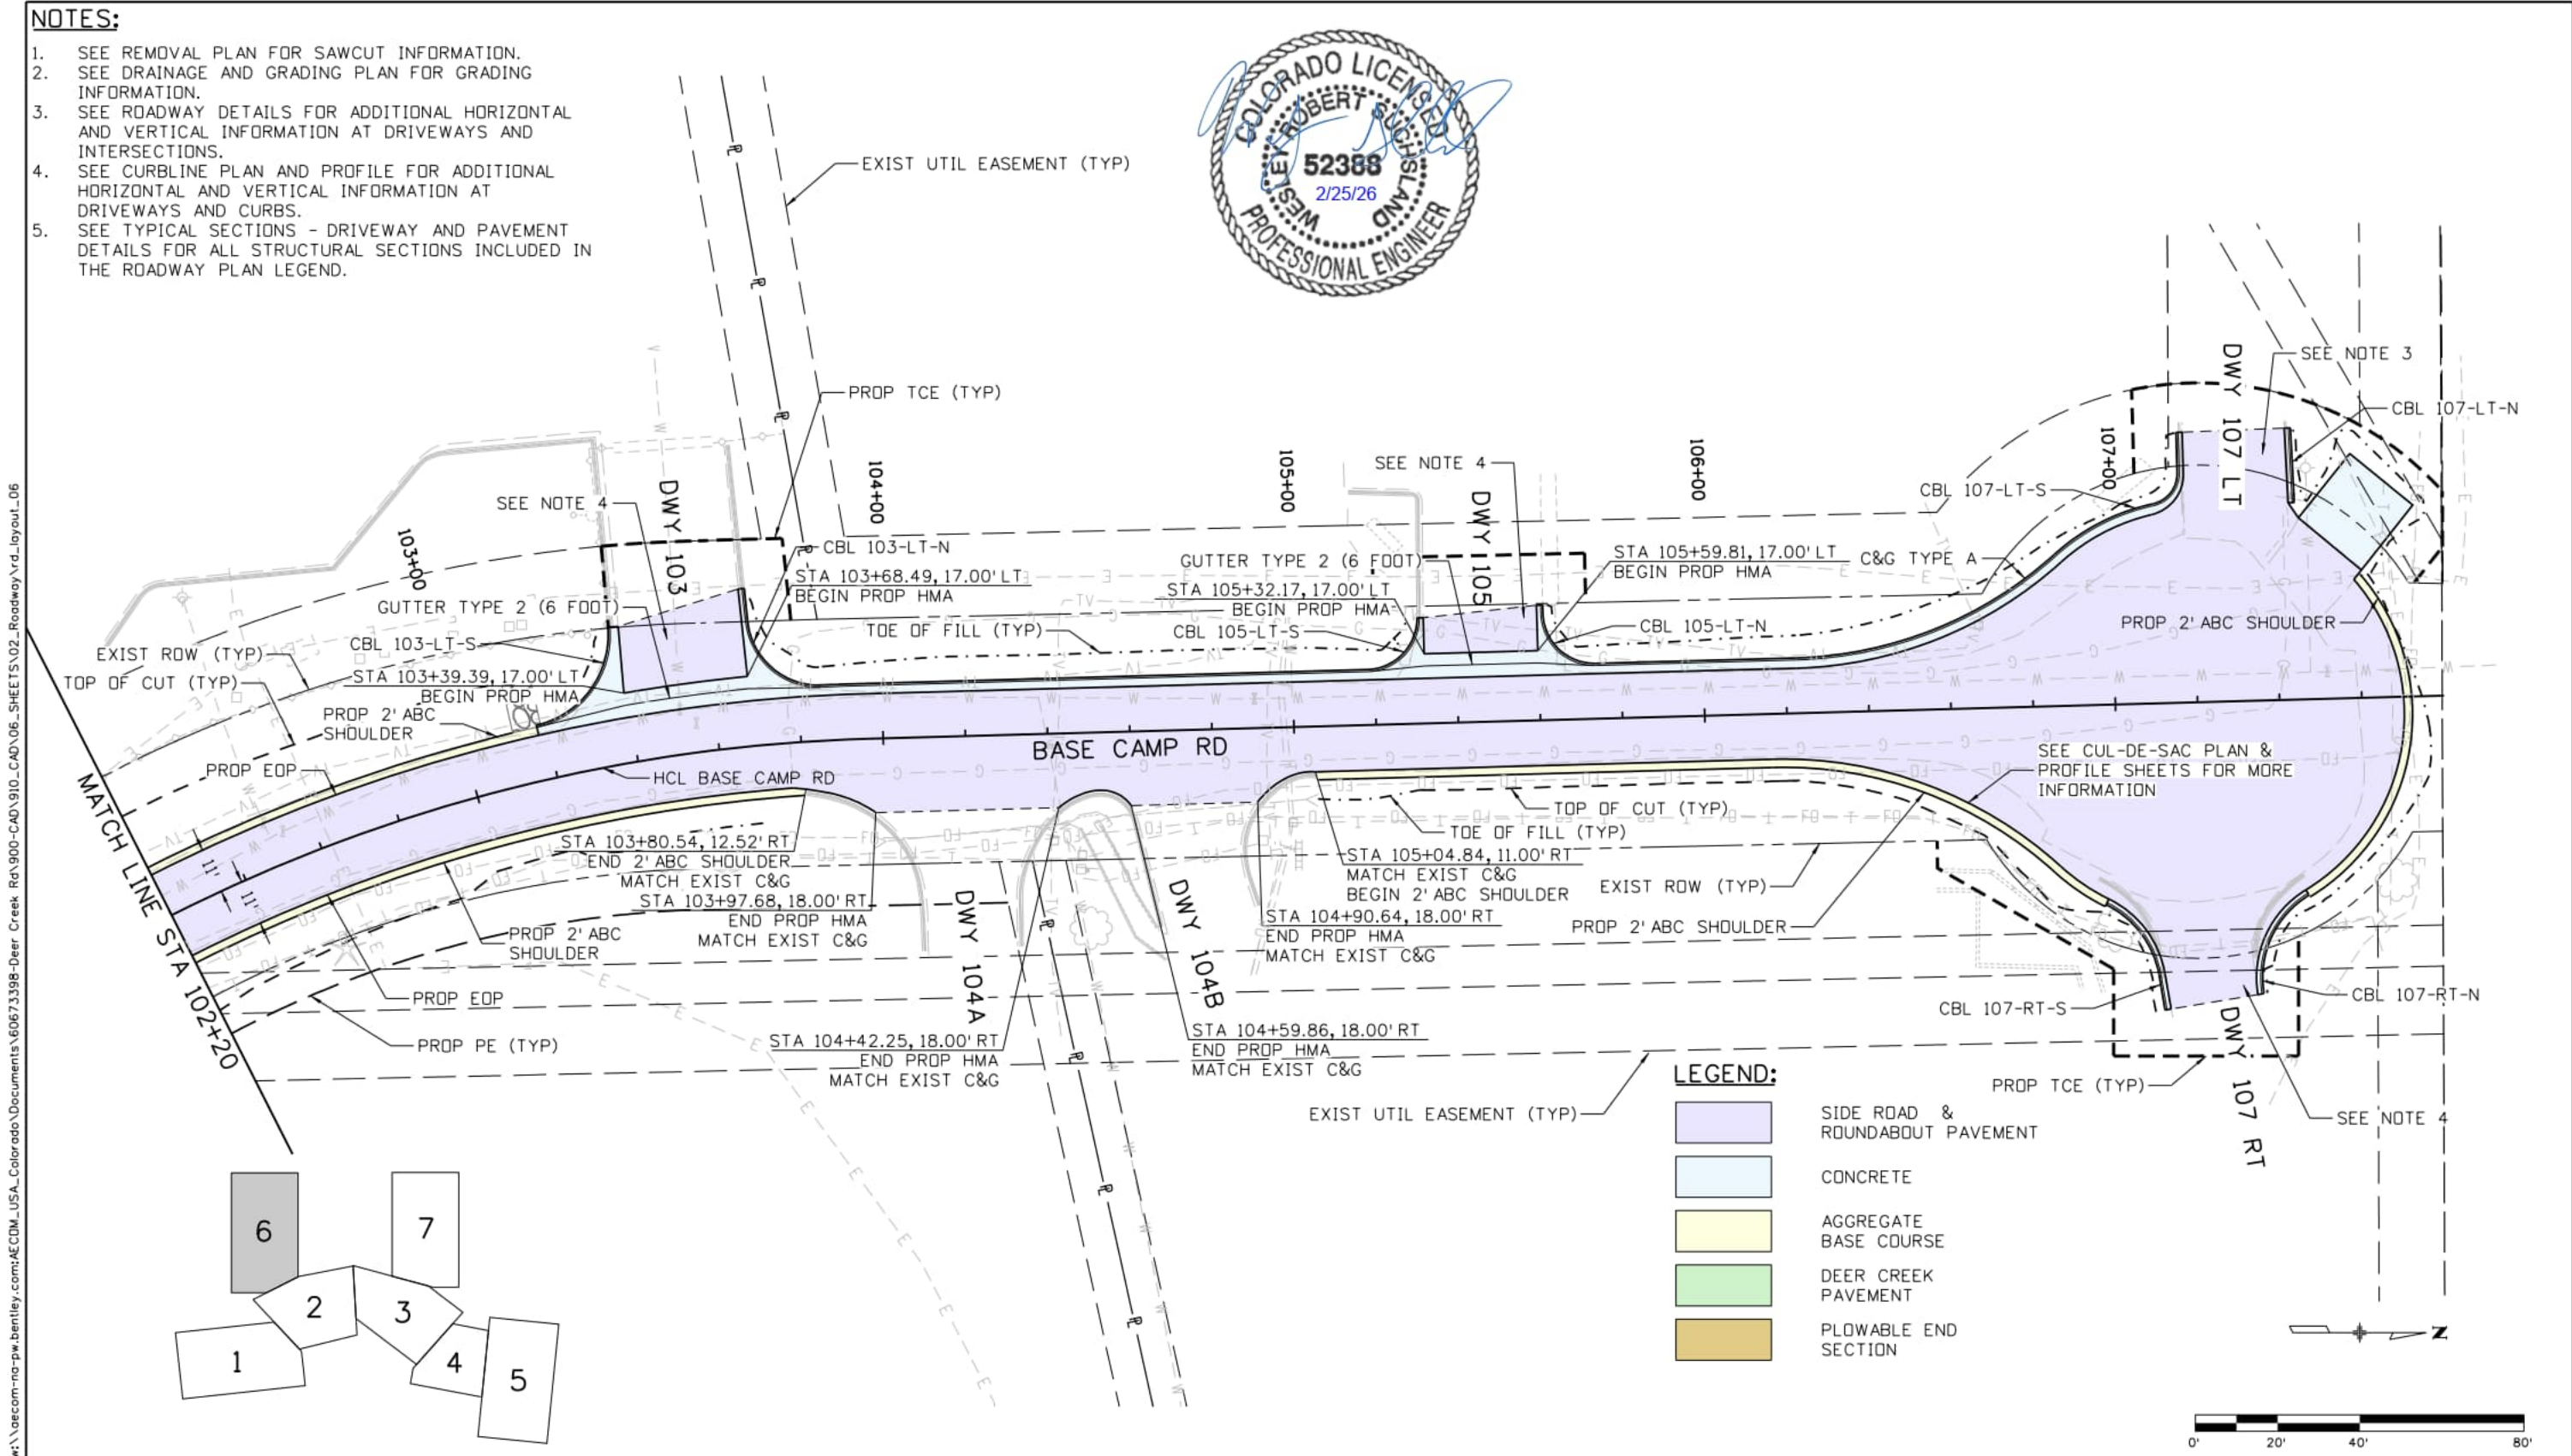 NOTES:
1. SEE REMOVAL PLAN FOR SAWCUT INFORMATION.
2. SEE DRAINAGE AND GRADING PLAN FOR GRADING
INFORMATION.
3. SEE ROADWAY DETAILS FOR ADDITIONAL HORIZONTAL
AND VERTICAL INFORMATION AT DRIVEWAYS AND
INTERSECTIONS.
4. SEE CURBLINE PLAN AND PROFILE FOR ADDITIONAL
HORIZONTAL AND VERTICAL INFORMATION AT
DRIVEWAYS AND CURBS.
5. SEE TYPICAL SECTIONS - DRIVEWAY AND PAVEMENT
DETAILS FOR ALL STRUCTURAL SECTIONS INCLUDED IN
THE ROADWAY PLAN LEGEND.
COLORADO LICENSED
WESLEY ROBERT SUCHSLAND
52388
2/25/26
PROFESSIONAL ENGINEER
EXIST UTIL EASEMENT (TYP)
PROP TCE (TYP)
SEE NOTE 4
DWY 103
103+00
104+00
105+00
106+00
107+00
CBL 103-LT-N
STA 103+68.49, 17.00' LT
BEGIN PROP HMA
GUTTER TYPE 2 (6 FOOT)
CBL 103-LT-S
STA 103+39.39, 17.00' LT
BEGIN PROP HMA
EXIST ROW (TYP)
TOP OF CUT (TYP)
PROP 2' ABC
SHOULDER
PROP EOP
TOE OF FILL (TYP)
SEE NOTE 4
DWY 105
GUTTER TYPE 2 (6 FOOT)
STA 105+32.17, 17.00' LT
BEGIN PROP HMA
CBL 105-LT-S
STA 105+59.81, 17.00' LT
BEGIN PROP HMA
CBL 105-LT-N
C&G TYPE A
CBL 107-LT-S
DWY 107 LT
SEE NOTE 3
CBL 107-LT-N
PROP 2' ABC SHOULDER
BASE CAMP RD
HCL BASE CAMP RD
SEE CUL-DE-SAC PLAN &
PROFILE SHEETS FOR MORE
INFORMATION
MATCH LINE STA 102+20
11'
11'
STA 103+80.54, 12.52' RT
END 2' ABC SHOULDER
MATCH EXIST C&G
STA 103+97.68, 18.00' RT
END PROP HMA
MATCH EXIST C&G
PROP 2' ABC
SHOULDER
PROP EOP
PROP PE (TYP)
DWY 104A
DWY 104B
STA 104+42.25, 18.00' RT
END PROP HMA
MATCH EXIST C&G
STA 104+59.86, 18.00' RT
END PROP HMA
MATCH EXIST C&G
TOP OF CUT (TYP)
TOE OF FILL (TYP)
STA 105+04.84, 11.00' RT
MATCH EXIST C&G
BEGIN 2' ABC SHOULDER
STA 104+90.64, 18.00' RT
END PROP HMA
MATCH EXIST C&G
EXIST ROW (TYP)
PROP 2' ABC SHOULDER
CBL 107-RT-S
CBL 107-RT-N
DWY 107 RT
PROP TCE (TYP)
SEE NOTE 4
EXIST UTIL EASEMENT (TYP)
LEGEND:
SIDE ROAD &
ROUNDABOUT PAVEMENT
CONCRETE
AGGREGATE
BASE COURSE
DEER CREEK
PAVEMENT
PLOWABLE END
SECTION
6
7
2
3
1
4
5
N
0' 20' 40' 80'